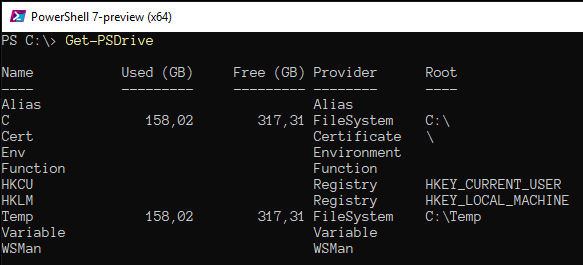 PowerShell 7-preview (x64)
PS C:\> Get-PSDrive
Name           Used (GB)     Free (GB) Provider      Root
----           ---------     --------- --------      ----
Alias                                  Alias
C                 158,02        317,31 FileSystem    C:\
Cert                                   Certificate   \
Env                                    Environment
Function                               Function
HKCU                                   Registry      HKEY_CURRENT_USER
HKLM                                   Registry      HKEY_LOCAL_MACHINE
Temp              158,02        317,31 FileSystem    C:\Temp
Variable                               Variable
WSMan                                  WSMan